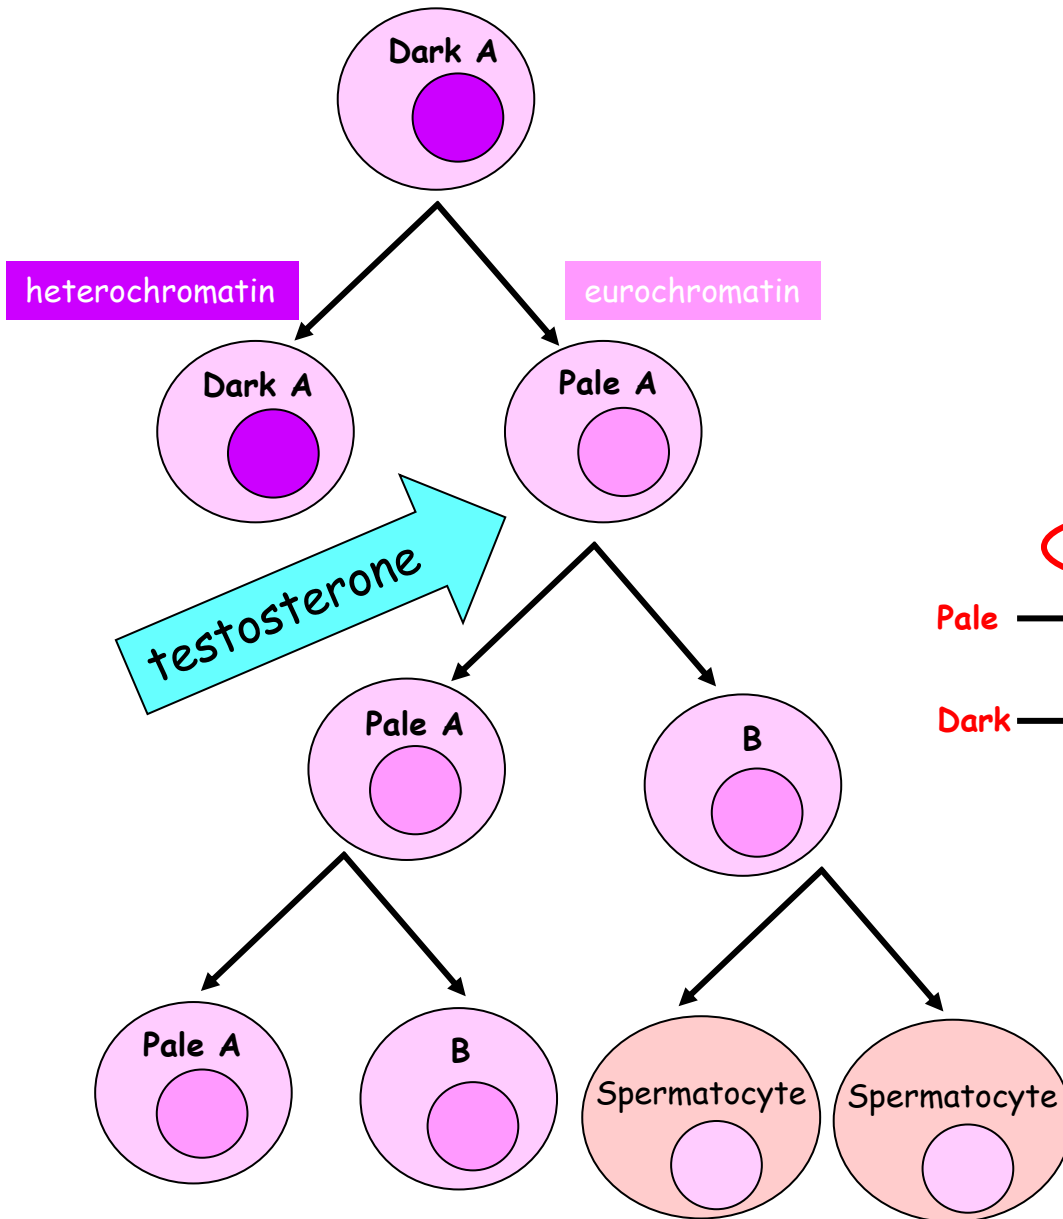 Dark A
heterochromatin
eurochromatin
Dark A
Pale A
testosterone
Pale
Dark
Pale A
B
Pale A
B
Spermatocyte
Spermatocyte